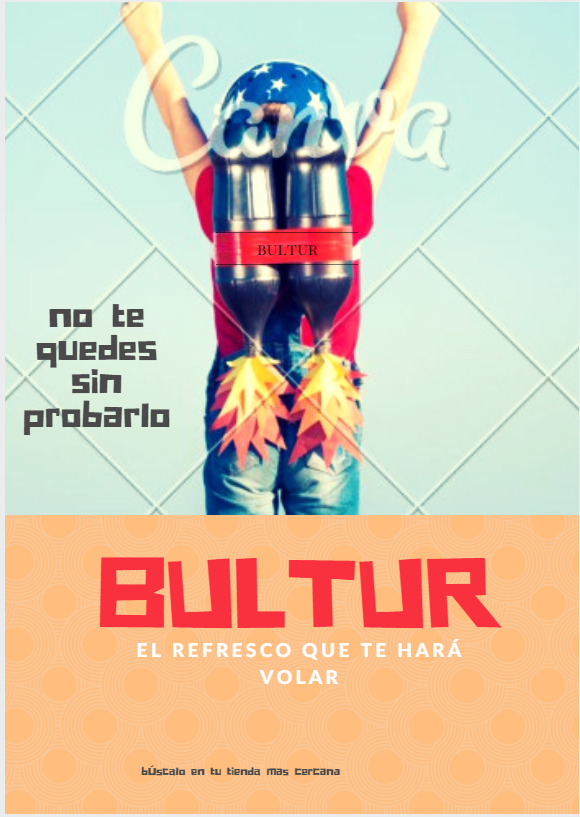 Canva
BULTUR
no te
quedes
sin
probarlo
BULTUR
EL REFRESCO QUE TE HARÁ
VOLAR
bÚscalo en tu tienda mas cercana